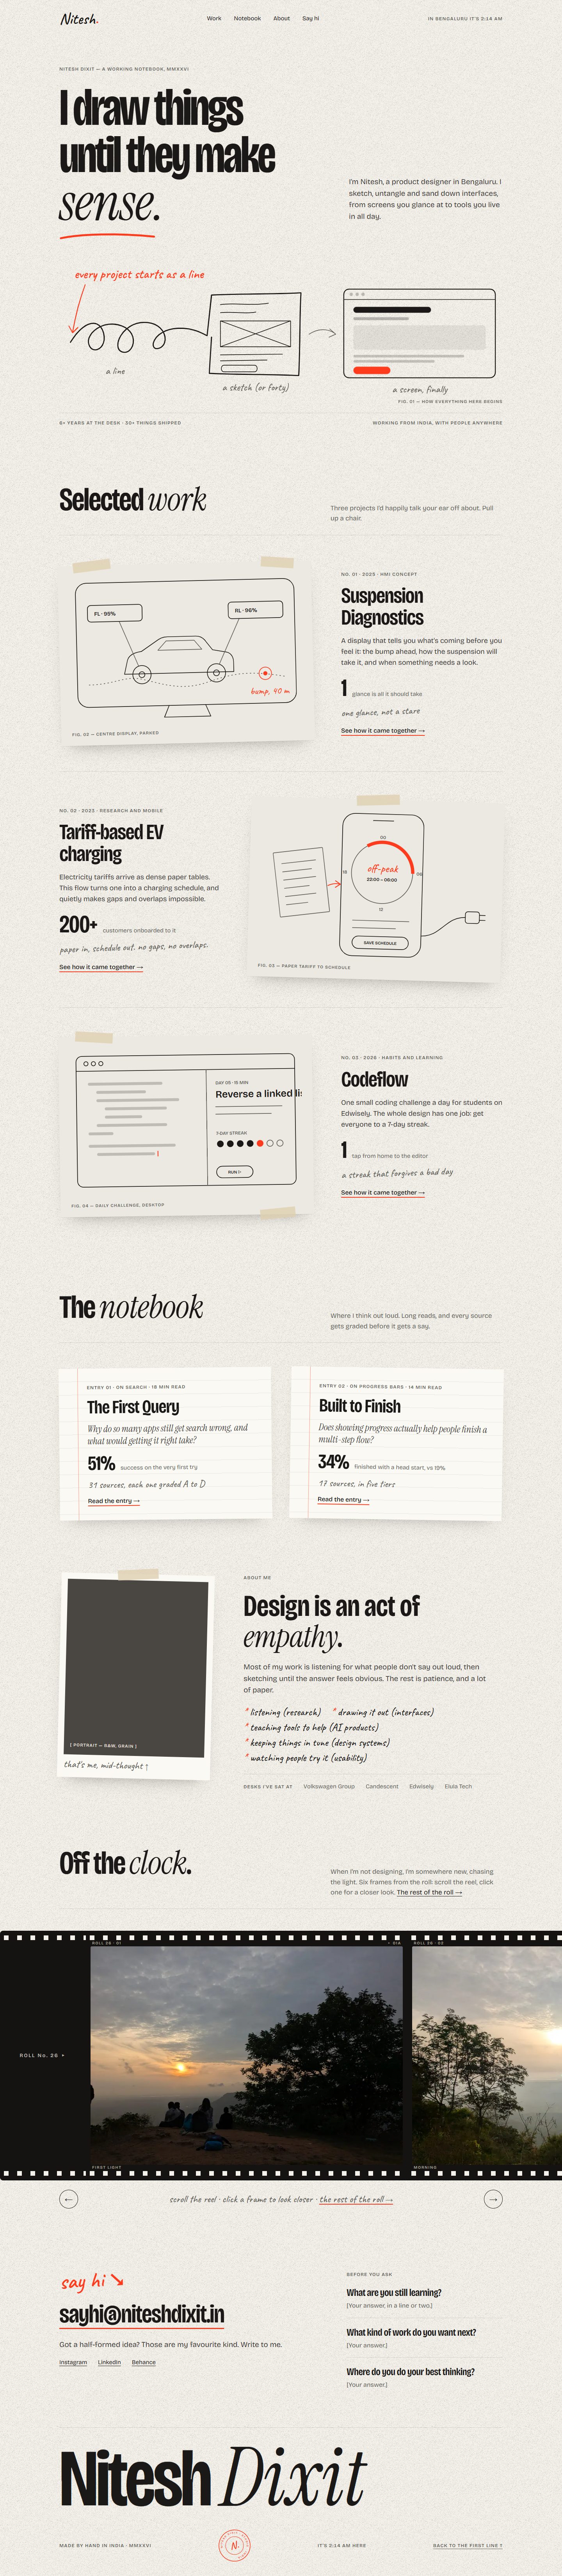 Nitesh.
Work Notebook About Say hi
IN BENGALURU IT'S 2:14 AM
NITESH DIXIT — A WORKING NOTEBOOK, MMXXVI
I draw things
until they make
sense.
I'm Nitesh, a product designer in Bengaluru. I
sketch, untangle and sand down interfaces,
from screens you glance at to tools you live
in all day.
every project starts as a line
a line
a sketch (or forty)
a screen, finally
FIG. 01 — HOW EVERYTHING HERE BEGINS
6+ YEARS AT THE DESK · 20+ THINGS SHIPPED
WORKING FROM INDIA, WITH PEOPLE ANYWHERE
Selected work
Three projects I'd happily talk your ear off about. Pull
up a chair.
FL · 95%
RL · 96%
bump, 40 m
FIG. 02 — CENTRE DISPLAY, PARKED
NO. 01 · 2025 · HMI CONCEPT
Suspension
Diagnostics
A display that tells you what's coming before you
feel it: the bump ahead, how the suspension will
take it, and when something needs a look.
1 glance is all it should take
one glance, not a stare
See how it came together →
NO. 02 · 2023 · RESEARCH AND MOBILE
Tariff-based EV
charging
Electricity tariffs arrive as dense paper tables.
This flow turns one into a charging schedule, and
quietly makes gaps and overlaps impossible.
200+ customers onboarded to it
paper in, schedule out. no gaps, no overlaps.
See how it came together →
00
18
06
off-peak
22:00 – 06:00
12
SAVE SCHEDULE
FIG. 03 — PAPER TARIFF TO SCHEDULE
DAY 05 · 15 MIN
Reverse a linked lis
7-DAY STREAK
RUN ▷
FIG. 04 — DAILY CHALLENGE, DESKTOP
NO. 03 · 2026 · HABITS AND LEARNING
Codeflow
One small coding challenge a day for students on
Edwisely. The whole design has one job: get
everyone to a 7-day streak.
1 tap from home to the editor
a streak that forgives a bad day
See how it came together →
The notebook
Where I think out loud. Long reads, and every source
gets graded before it gets a say.
ENTRY 01 · ON SEARCH · 18 MIN READ
The First Query
Why do so many apps still get search wrong, and
what would getting it right take?
51% success on the very first try
31 sources, each one graded A to D
Read the entry →
ENTRY 02 · ON PROGRESS BARS · 14 MIN READ
Built to Finish
Does showing progress actually help people finish a
multi-step flow?
34% finished with a head start, vs 19%
17 sources, in five tiers
Read the entry →
[ PORTRAIT — B&W, GRAIN ]
that's me, mid-thought ↑
ABOUT ME
Design is an act of
empathy.
Most of my work is listening for what people don't say out loud, then
sketching until the answer feels obvious. The rest is patience, and a lot
of paper.
* listening (research) * drawing it out (interfaces)
* teaching tools to help (AI products)
* keeping things in tune (design systems)
* watching people try it (usability)
DESKS I'VE SAT AT Volkswagen Group Candescent Edwisely Elula Tech
Off the clock.
When I'm not designing, I'm somewhere new, chasing
the light. Six frames from the roll: scroll the reel, click
one for a closer look. The rest of the roll →
ROLL No. 26
ROLL 26 · 01
01A
ROLL 26 · 02
FIRST LIGHT
MORNING
←
scroll the reel · click a frame to look closer · the rest of the roll →
→
say hi ↘
sayhi@niteshdixit.in
Got a half-formed idea? Those are my favourite kind. Write to me.
Instagram LinkedIn Behance
BEFORE YOU ASK
What are you still learning?
[Your answer, in a line or two.]
What kind of work do you want next?
[Your answer.]
Where do you do your best thinking?
[Your answer.]
Nitesh Dixit
MADE BY HAND IN INDIA · MMXXVI
N.
IT'S 2:14 AM HERE
BACK TO THE FIRST LINE ↑